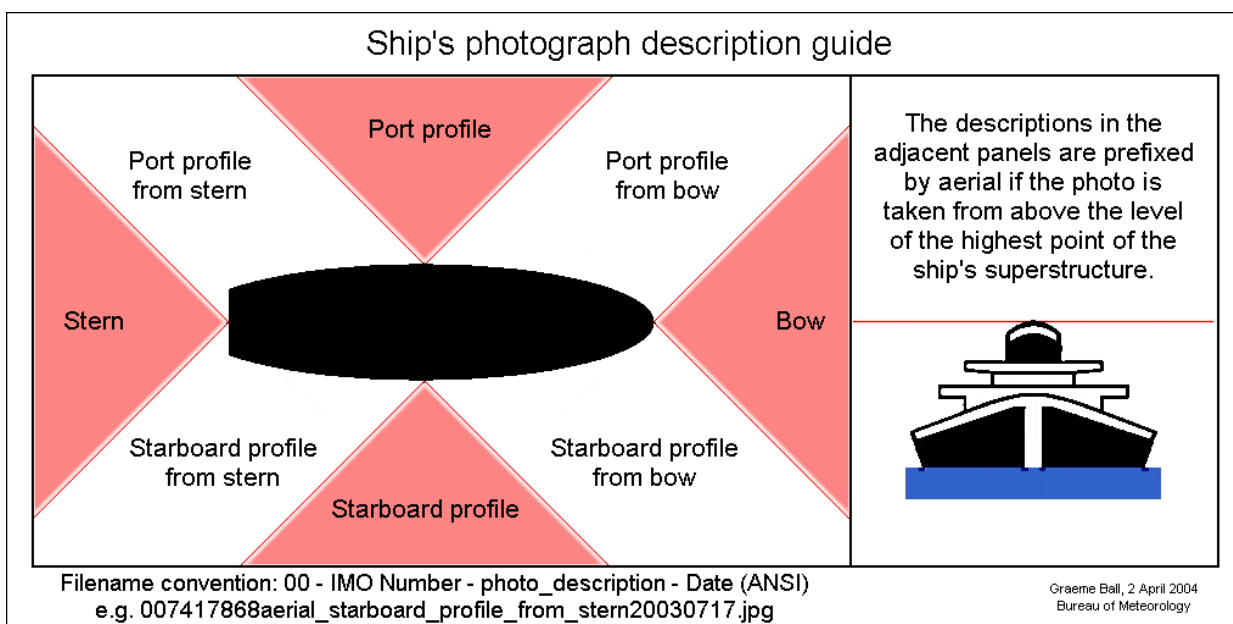 Ship's photograph description guide
Port profile
Port profile
from stern
Port profile
from bow
Stern
Bow
Starboard profile
from stern
Starboard profile
from bow
Starboard profile
The descriptions in the
adjacent panels are prefixed
by aerial if the photo is
taken from above the level
of the highest point of the
ship's superstructure.
Filename convention: 00 - IMO Number - photo_description - Date (ANSI)
e.g. 007417868aerial_starboard_profile_from_stern20030717.jpg
Graeme Ball, 2 April 2004
Bureau of Meteorology